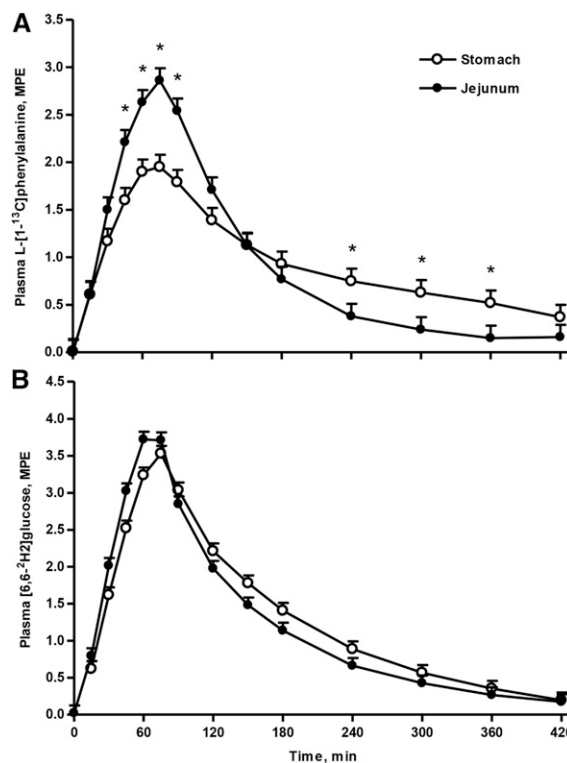 A
Plasma L-[1-¹³C]phenylalanine, MPE
3.5
3.0
2.5
2.0
1.5
1.0
0.5
0.0
Stomach
Jejunum
* * * *
* * *
B
Plasma [6,6-²H2]glucose, MPE
4.5
4.0
3.5
3.0
2.5
2.0
1.5
1.0
0.5
0.0
0 60 120 180 240 300 360 420
Time, min